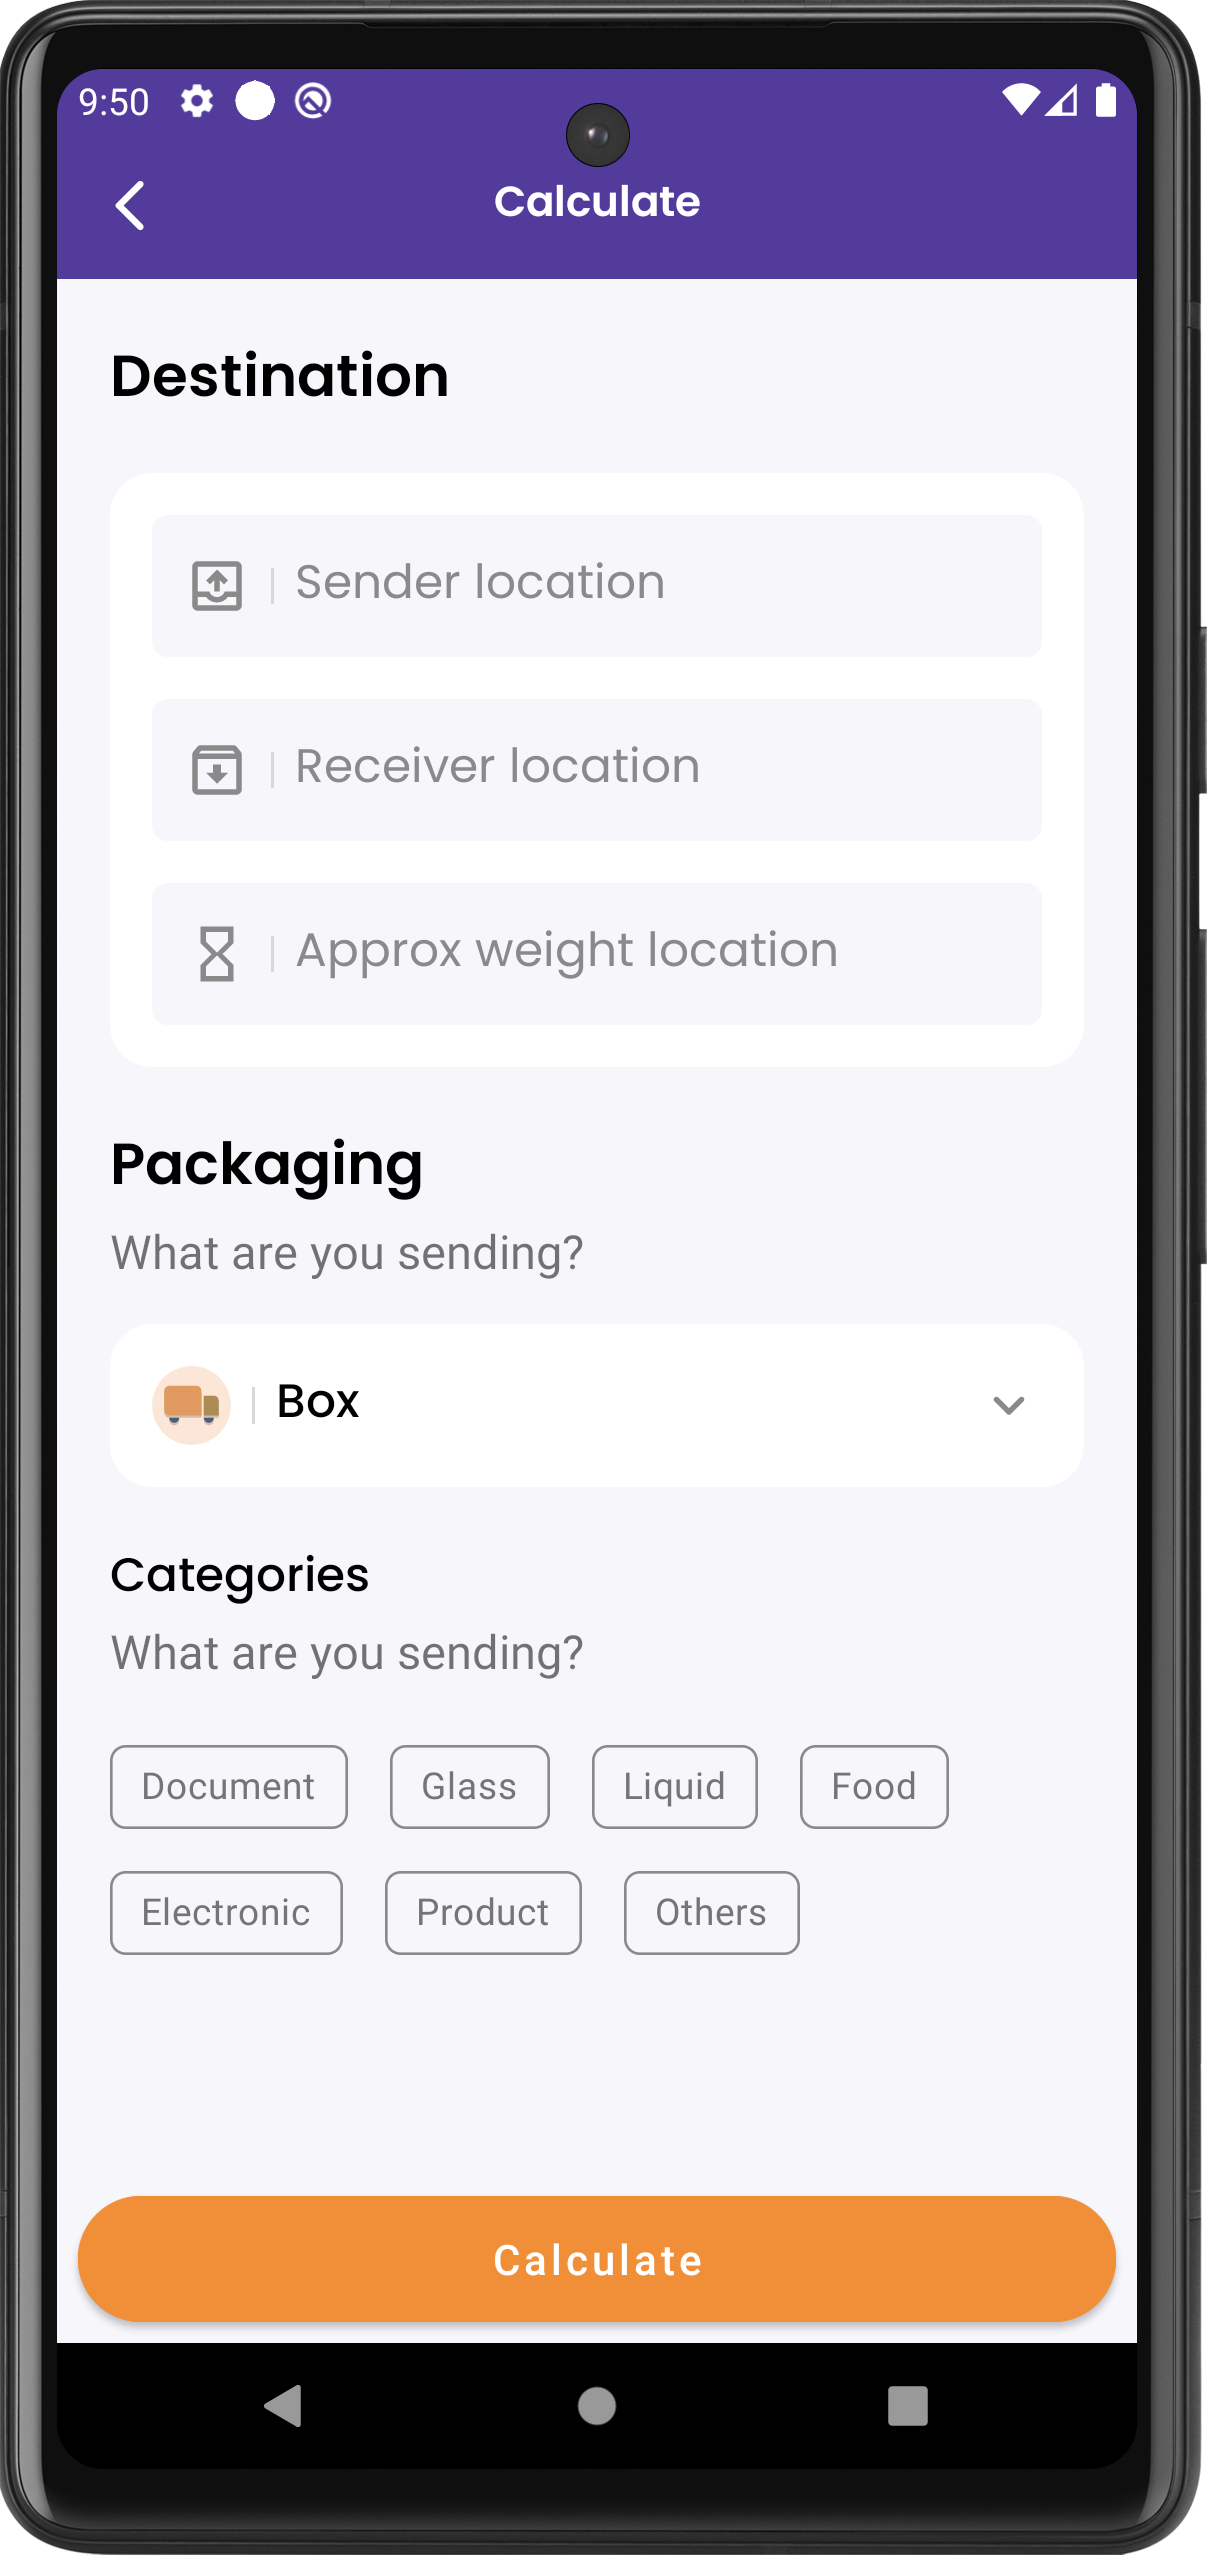 9:50
Calculate
Destination
Sender location
Receiver location
Approx weight location
Packaging
What are you sending?
Box
Categories
What are you sending?
Document Glass Liquid Food
Electronic Product Others
Calculate